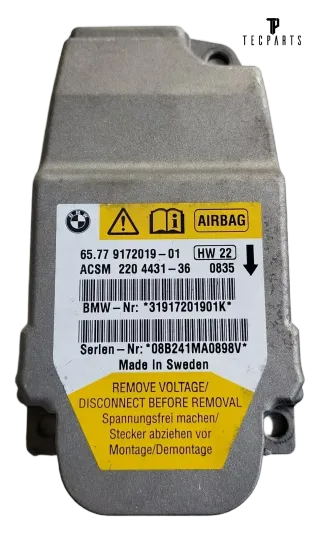 TECPARTS
BMW
AIRBAG
65.77 9172019-01 HW 22
ACSM 220 4431-36 0835
BMW-Nr: *31917201901K*
Serien-Nr: *08B241MA0898V*
Made in Sweden
REMOVE VOLTAGE/
DISCONNECT BEFORE REMOVAL
Spannungsfrei machen/
Stecker abziehen vor
Montage/Demontage